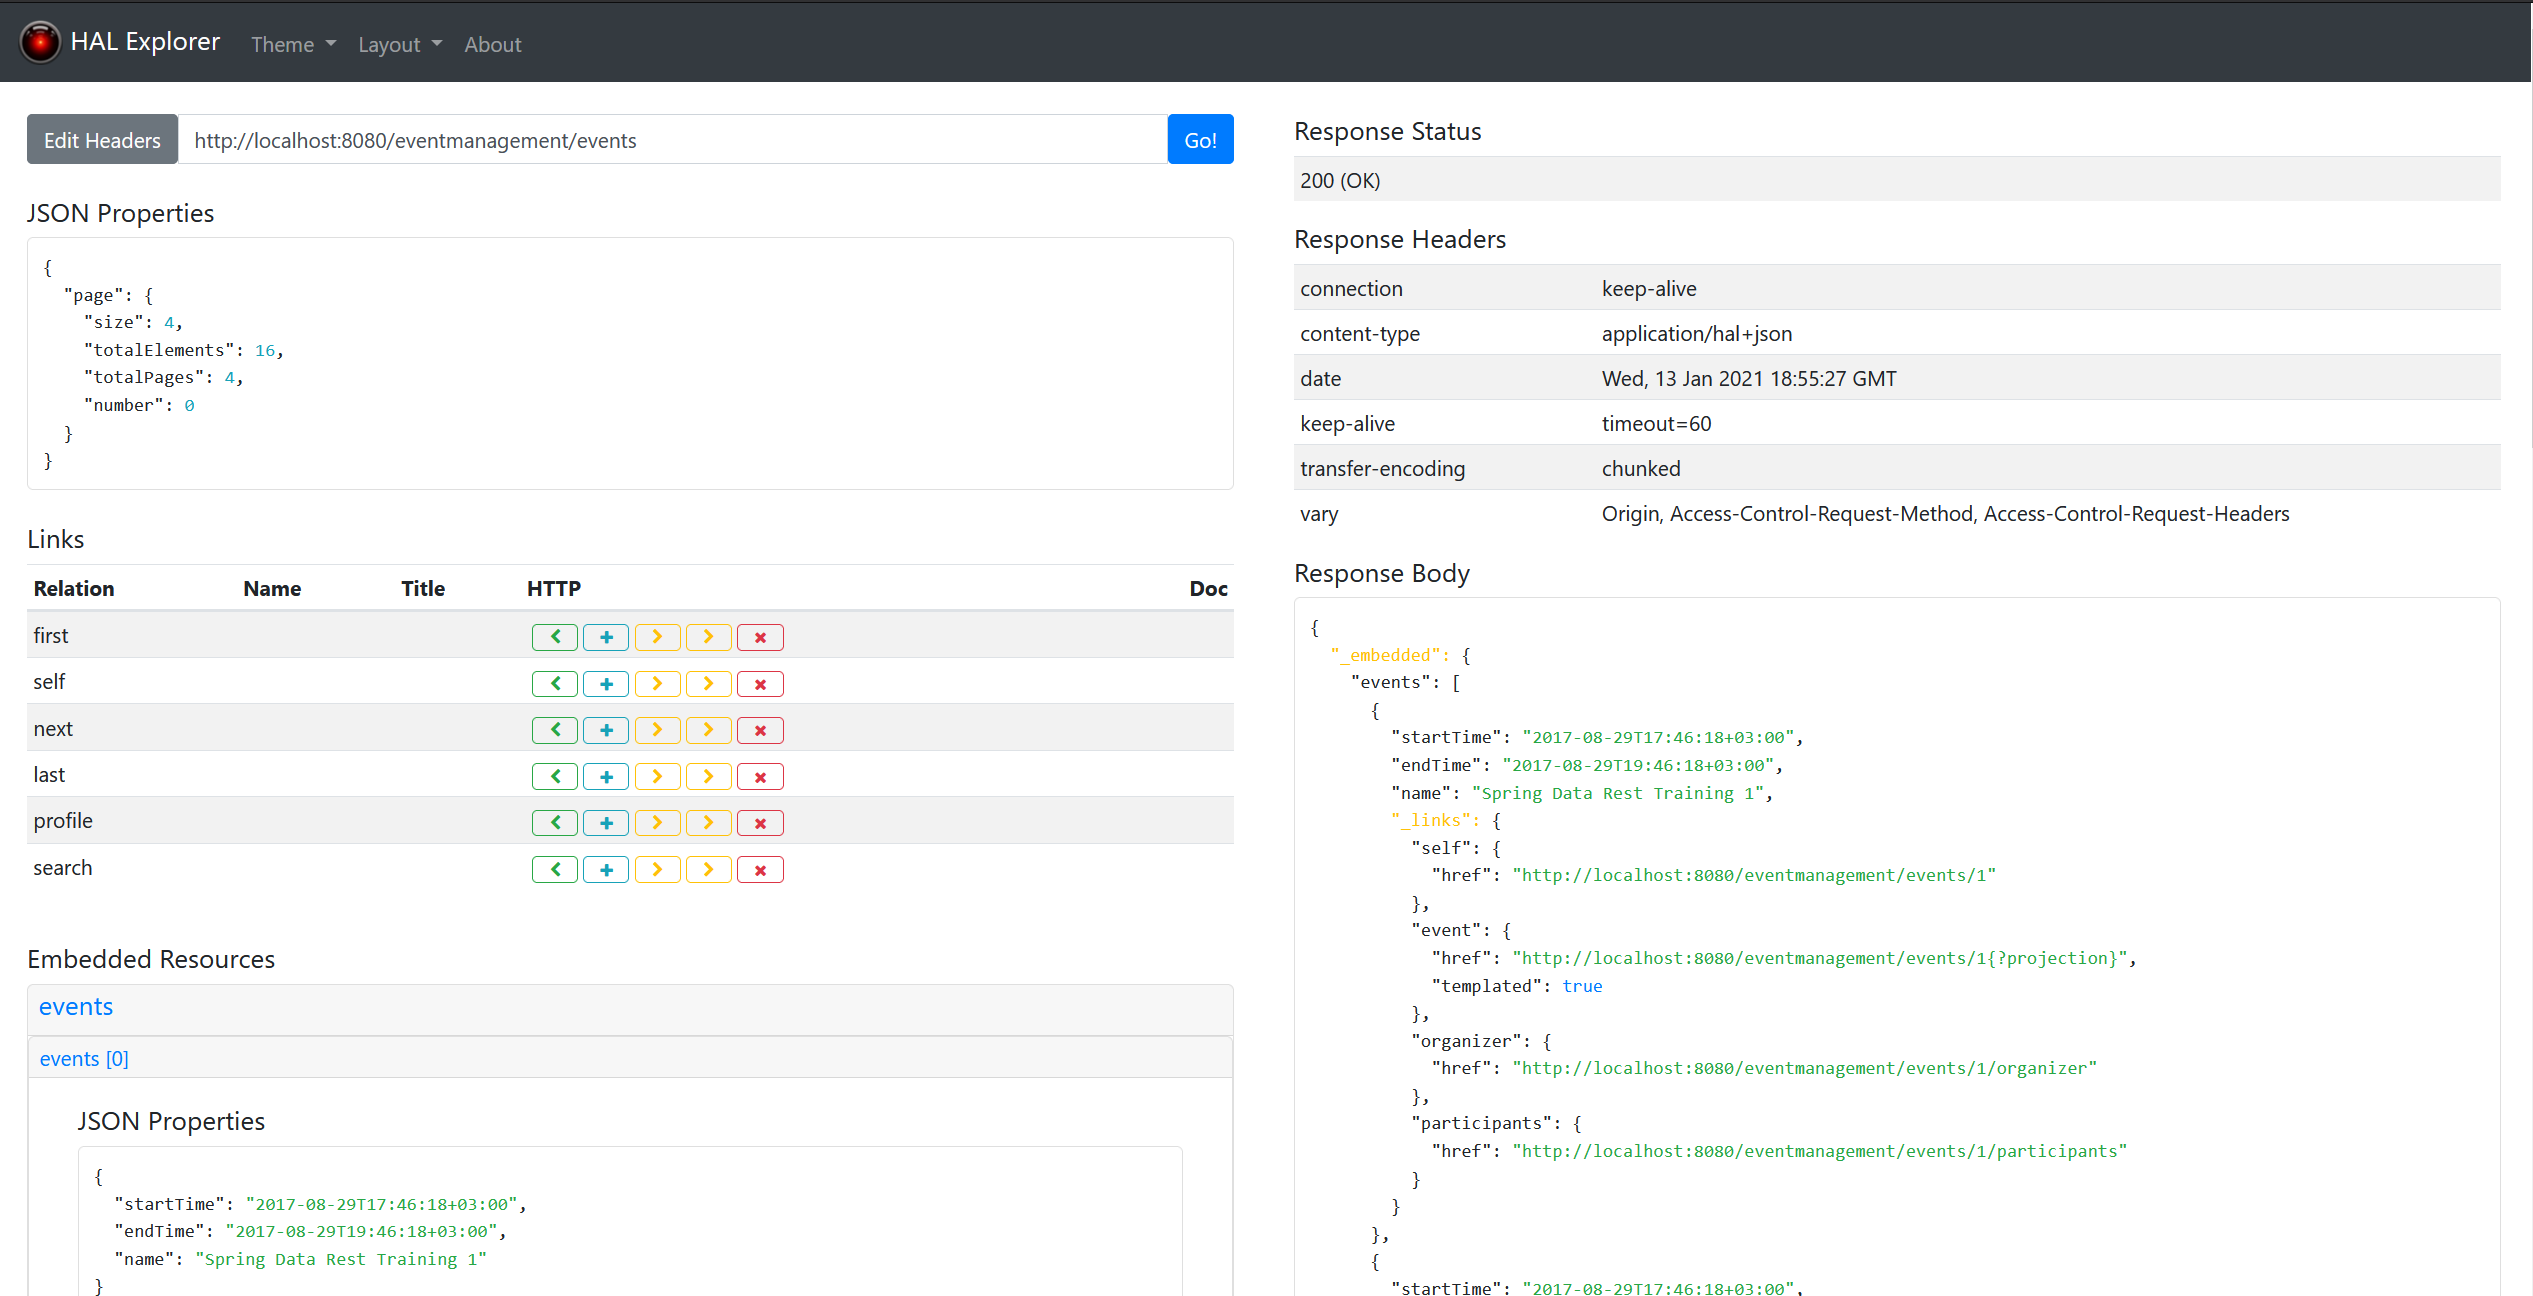 HAL Explorer Theme Layout About
Edit Headers http://localhost:8080/eventmanagement/events Go!
JSON Properties
{
  "page": {
    "size": 4,
    "totalElements": 16,
    "totalPages": 4,
    "number": 0
  }
}
Links
Relation Name Title HTTP Doc
first
self
next
last
profile
search
Embedded Resources
events
events [0]
JSON Properties
{
  "startTime": "2017-08-29T17:46:18+03:00",
  "endTime": "2017-08-29T19:46:18+03:00",
  "name": "Spring Data Rest Training 1"
}
Response Status
200 (OK)
Response Headers
connection keep-alive
content-type application/hal+json
date Wed, 13 Jan 2021 18:55:27 GMT
keep-alive timeout=60
transfer-encoding chunked
vary Origin, Access-Control-Request-Method, Access-Control-Request-Headers
Response Body
{
  "_embedded": {
    "events": [
      {
        "startTime": "2017-08-29T17:46:18+03:00",
        "endTime": "2017-08-29T19:46:18+03:00",
        "name": "Spring Data Rest Training 1",
        "_links": {
          "self": {
            "href": "http://localhost:8080/eventmanagement/events/1"
          },
          "event": {
            "href": "http://localhost:8080/eventmanagement/events/1{?projection}",
            "templated": true
          },
          "organizer": {
            "href": "http://localhost:8080/eventmanagement/events/1/organizer"
          },
          "participants": {
            "href": "http://localhost:8080/eventmanagement/events/1/participants"
          }
        }
      },
      {
        "startTime": "2017-08-29T17:46:18+03:00",